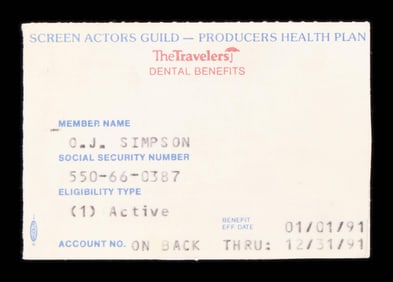 SCREEN ACTORS GUILD — PRODUCERS HEALTH PLAN
TheTravelers
DENTAL BENEFITS
MEMBER NAME
O.J. SIMPSON
SOCIAL SECURITY NUMBER
550-66-0387
ELIGIBILITY TYPE
(1) Active
BENEFIT
EFF DATE 01/01/91
ACCOUNT NO. ON BACK THRU: 12/31/91